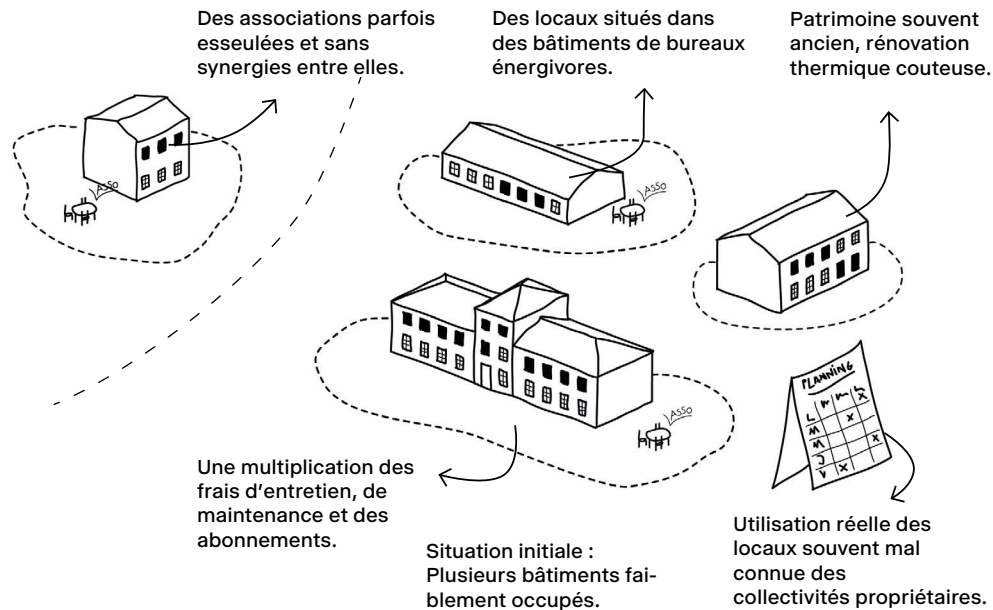 Des associations parfois
esseulées et sans
synergies entre elles.
Des locaux situés dans
des bâtiments de bureaux
énergivores.
Patrimoine souvent
ancien, rénovation
thermique couteuse.
ASSO
ASSO
ASSO
PLANNING
L
M
M
J
V
Une multiplication des
frais d’entretien, de
maintenance et des
abonnements.
Situation initiale :
Plusieurs bâtiments fai-
blement occupés.
Utilisation réelle des
locaux souvent mal
connue des
collectivités propriétaires.